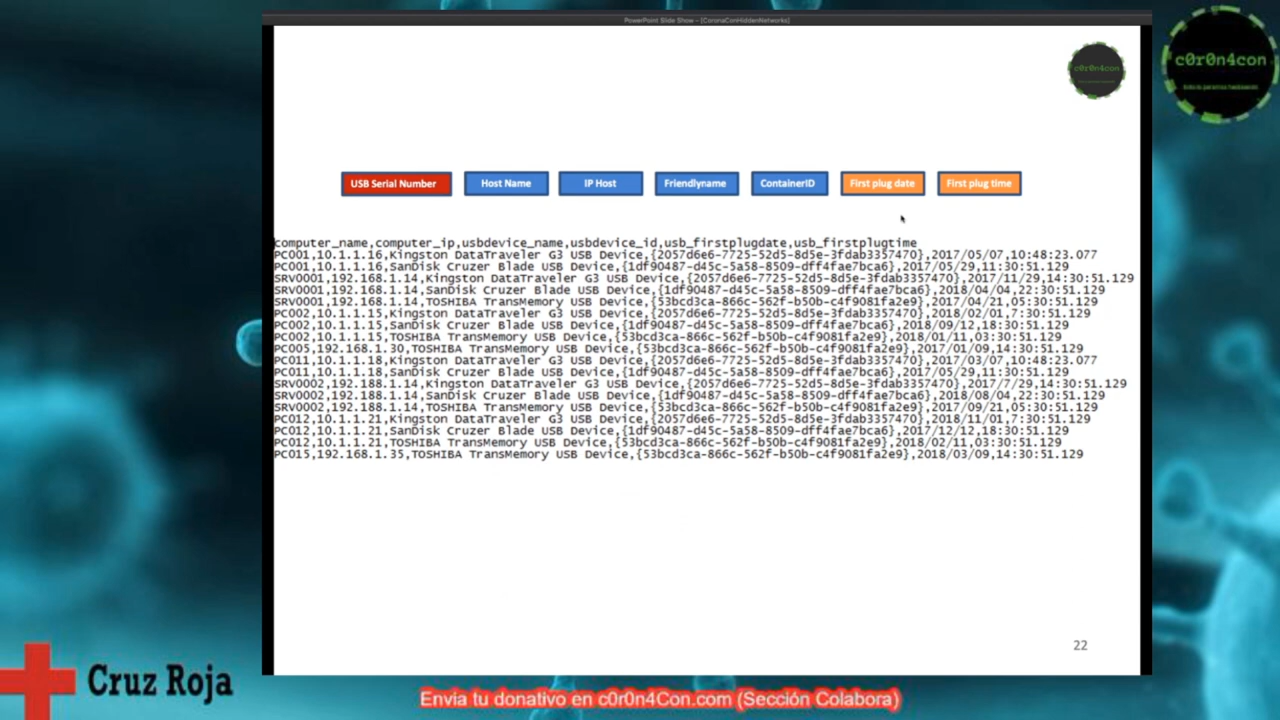 PowerPoint Slide Show - [CoronaConHiddenNetworks]
c0r0n4con
c0r0n4con
USB Serial Number
Host Name
IP Host
Friendlyname
ContainerID
First plug date
First plug time
computer_name,computer_ip,usbdevice_name,usbdevice_id,usb_firstplugdate,usb_firstplugtime
PC001,10.1.1.16,Kingston DataTraveler G3 USB Device,{2057d6e6-7725-52d5-8d5e-3fdab3357470},2017/05/07,10:48:23.077
PC001,10.1.1.16,SanDisk Cruzer Blade USB Device,{1df90487-d45c-5a58-8509-dff4fae7bca6},2017/05/29,11:30:51.129
SRV0001,192.168.1.14,Kingston DataTraveler G3 USB Device,{2057d6e6-7725-52d5-8d5e-3fdab3357470},2017/11/29,14:30:51.129
SRV0001,192.168.1.14,SanDisk Cruzer Blade USB Device,{1df90487-d45c-5a58-8509-dff4fae7bca6},2018/04/04,22:30:51.129
SRV0001,192.168.1.14,TOSHIBA TransMemory USB Device,{53bcd3ca-866c-562f-b50b-c4f9081fa2e9},2017/04/21,05:30:51.129
PC002,10.1.1.15,Kingston DataTraveler G3 USB Device,{2057d6e6-7725-52d5-8d5e-3fdab3357470},2018/02/01,7:30:51.129
PC002,10.1.1.15,SanDisk Cruzer Blade USB Device,{1df90487-d45c-5a58-8509-dff4fae7bca6},2018/09/12,18:30:51.129
PC002,10.1.1.15,TOSHIBA TransMemory USB Device,{53bcd3ca-866c-562f-b50b-c4f9081fa2e9},2018/01/11,03:30:51.129
PC005,192.168.1.30,TOSHIBA TransMemory USB Device,{53bcd3ca-866c-562f-b50b-c4f9081fa2e9},2017/01/09,14:30:51.129
PC011,10.1.1.18,Kingston DataTraveler G3 USB Device,{2057d6e6-7725-52d5-8d5e-3fdab3357470},2017/03/07,10:48:23.077
PC011,10.1.1.18,SanDisk Cruzer Blade USB Device,{1df90487-d45c-5a58-8509-dff4fae7bca6},2017/05/29,11:30:51.129
SRV0002,192.188.1.14,Kingston DataTraveler G3 USB Device,{2057d6e6-7725-52d5-8d5e-3fdab3357470},2017/7/29,14:30:51.129
SRV0002,192.188.1.14,SanDisk Cruzer Blade USB Device,{1df90487-d45c-5a58-8509-dff4fae7bca6},2018/08/04,22:30:51.129
SRV0002,192.188.1.14,TOSHIBA TransMemory USB Device,{53bcd3ca-866c-562f-b50b-c4f9081fa2e9},2017/09/21,05:30:51.129
PC012,10.1.1.21,Kingston DataTraveler G3 USB Device,{2057d6e6-7725-52d5-8d5e-3fdab3357470},2018/11/01,7:30:51.129
PC012,10.1.1.21,SanDisk Cruzer Blade USB Device,{1df90487-d45c-5a58-8509-dff4fae7bca6},2017/12/12,18:30:51.129
PC012,10.1.1.21,TOSHIBA TransMemory USB Device,{53bcd3ca-866c-562f-b50b-c4f9081fa2e9},2018/02/11,03:30:51.129
PC015,192.168.1.35,TOSHIBA TransMemory USB Device,{53bcd3ca-866c-562f-b50b-c4f9081fa2e9},2018/03/09,14:30:51.129
22
Cruz Roja
Envia tu donativo en c0r0n4Con.com (Sección Colabora)